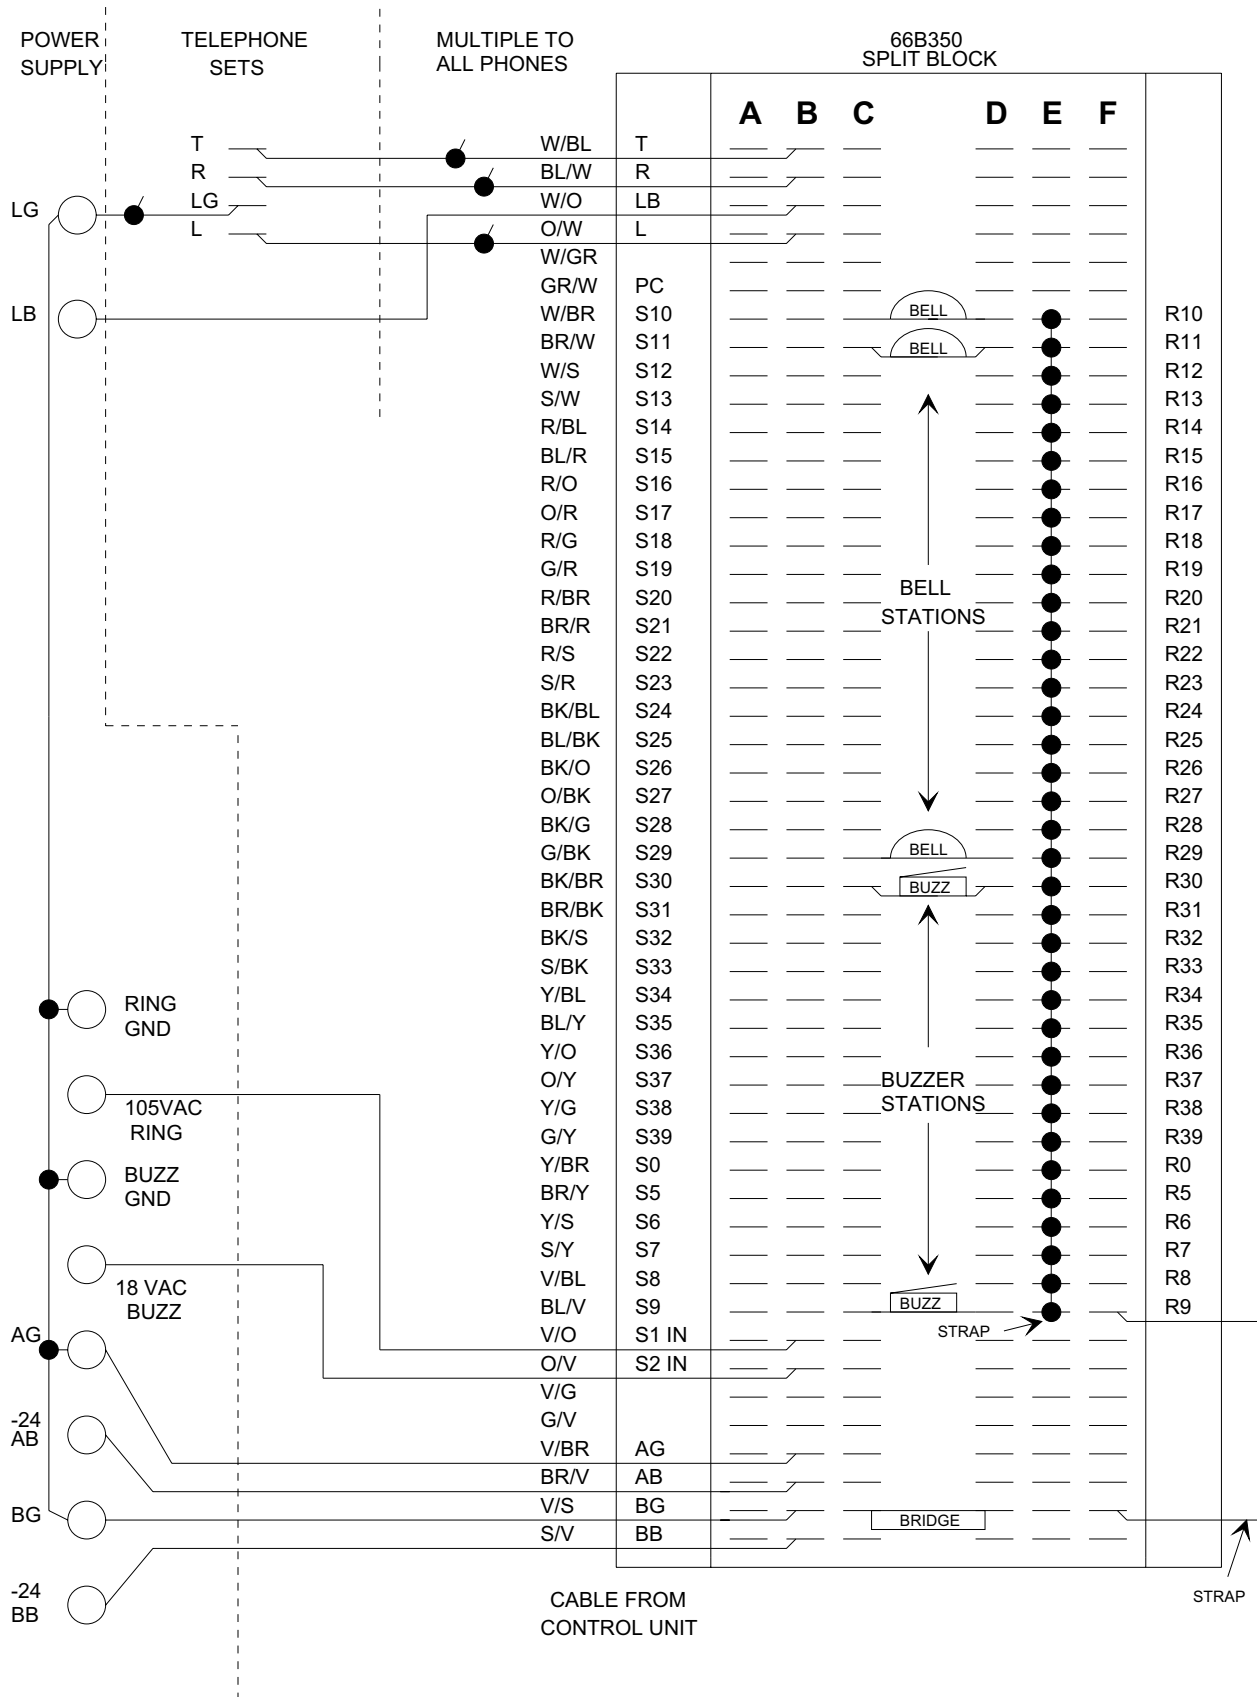 POWER SUPPLY
TELEPHONE SETS
MULTIPLE TO ALL PHONES
66B350 SPLIT BLOCK
A B C D E F
T W/BL T
R BL/W R
LG LG W/O LB
L O/W L
W/GR
GR/W PC
LB W/BR S10 BELL R10
BR/W S11 BELL R11
W/S S12 R12
S/W S13 R13
R/BL S14 R14
BL/R S15 R15
R/O S16 R16
O/R S17 R17
R/G S18 R18
G/R S19 R19
R/BR S20 R20
BELL STATIONS
BR/R S21 R21
R/S S22 R22
S/R S23 R23
BK/BL S24 R24
BL/BK S25 R25
BK/O S26 R26
O/BK S27 R27
BK/G S28 R28
G/BK S29 BELL R29
BK/BR S30 BUZZ R30
BR/BK S31 R31
BK/S S32 R32
S/BK S33 R33
Y/BL S34 R34
RING GND
BL/Y S35 R35
Y/O S36 R36
O/Y S37 R37
BUZZER STATIONS
105VAC RING
Y/G S38 R38
G/Y S39 R39
Y/BR S0 R0
BUZZ GND
BR/Y S5 R5
Y/S S6 R6
S/Y S7 R7
V/BL S8 R8
18 VAC BUZZ
BL/V S9 BUZZ R9
STRAP
AG V/O S1 IN
O/V S2 IN
V/G
G/V
-24 AB
V/BR AG
BR/V AB
BG V/S BG BRIDGE
S/V BB
-24 BB
CABLE FROM CONTROL UNIT
STRAP